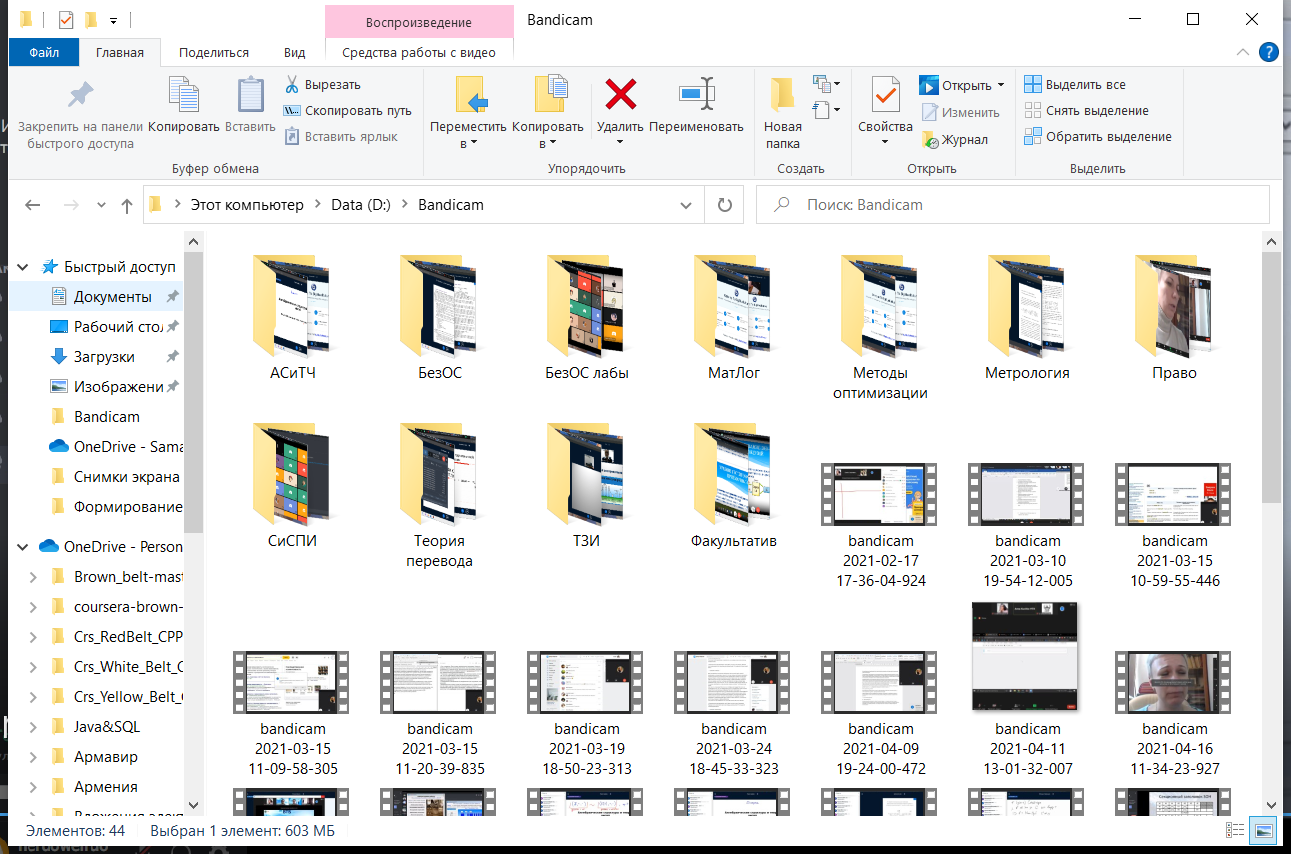 Воспроизведение
Bandicam
Файл
Главная
Поделиться
Вид
Средства работы с видео
?
Закрепить на панели
быстрого доступа
Копировать
Вставить
Вырезать
Скопировать путь
Вставить ярлык
Буфер обмена
Переместить
в
Копировать
в
Удалить
Переименовать
Упорядочить
Новая
папка
Создать
Свойства
Открыть
Изменить
Журнал
Открыть
Выделить все
Снять выделение
Обратить выделение
Выделить
Этот компьютер
Data (D:)
Bandicam
Поиск: Bandicam
Быстрый доступ
Документы
Рабочий стол
Загрузки
Изображени
Bandicam
OneDrive - Sama
Снимки экрана
Формирование
OneDrive - Person
Brown_belt-mast
coursera-brown-
Crs_RedBelt_CPP
Crs_White_Belt_C
Crs_Yellow_Belt_
Java&SQL
Армавир
Армения
АСиТЧ
БезОС
БезОС лабы
МатЛог
Методы
оптимизации
Метрология
Право
СиСПИ
Теория
перевода
ТЗИ
Факультатив
bandicam
2021-02-17
17-36-04-924
bandicam
2021-03-10
19-54-12-005
bandicam
2021-03-15
10-59-55-446
bandicam
2021-03-15
11-09-58-305
bandicam
2021-03-15
11-20-39-835
bandicam
2021-03-19
18-50-23-313
bandicam
2021-03-24
18-45-33-323
bandicam
2021-04-09
19-24-00-472
bandicam
2021-04-11
13-01-32-007
bandicam
2021-04-16
11-34-23-927
Элементов: 44
Выбран 1 элемент: 603 МБ